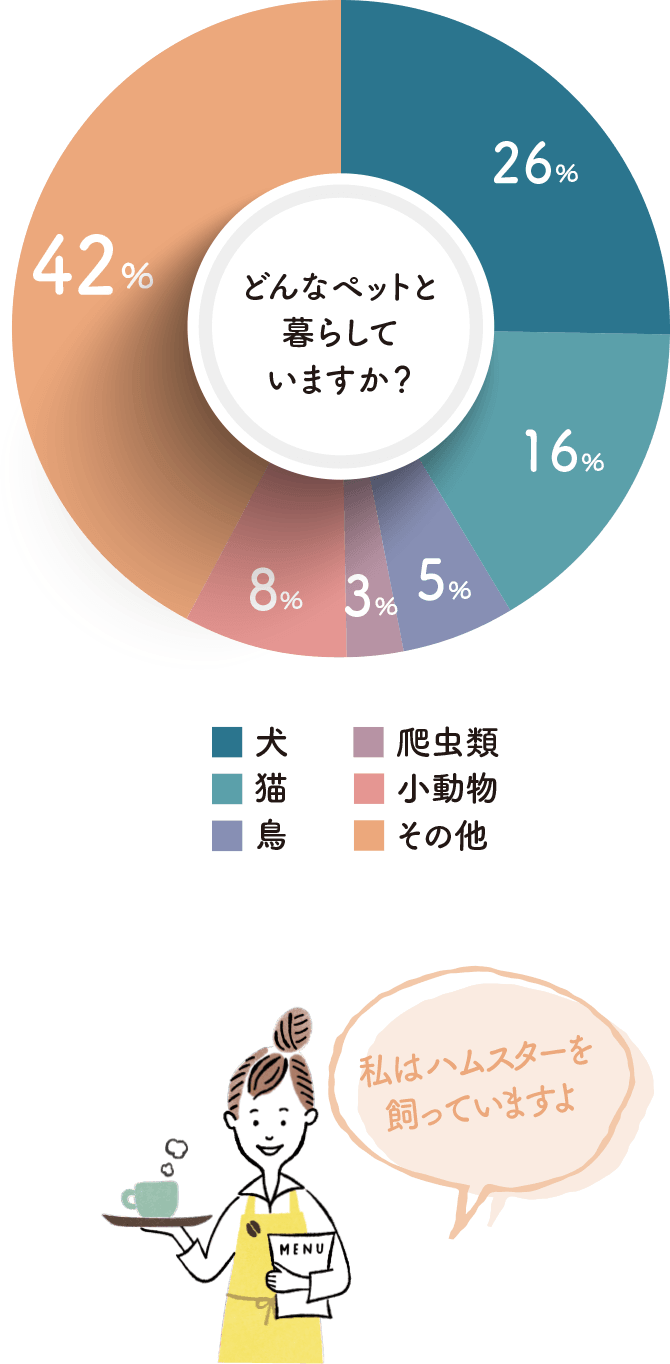 26%
42%
どんなペットと
暮らして
いますか?
16%
8%
3%
5%
犬
猫
鳥
爬虫類
小動物
その他
私はハムスターを
飼っていますよ
MENU